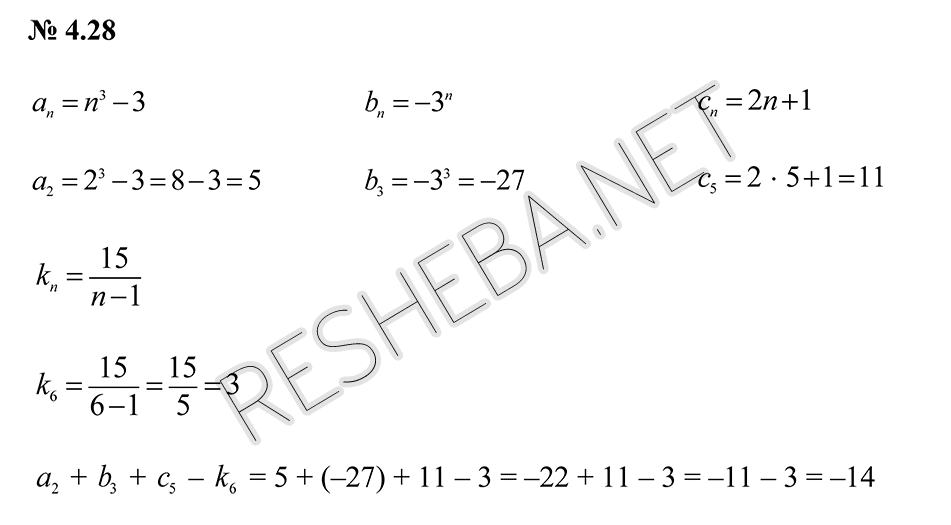 № 4.28
aₙ = n³ – 3 bₙ = –3ⁿ cₙ = 2n+1
a₂ = 2³ – 3 = 8 – 3 = 5 b₃ = –3³ = –27 c₅ = 2 · 5+1=11
kₙ = 15/(n–1)
k₆ = 15/(6–1) = 15/5 = 3
a₂ + b₃ + c₅ – k₆ = 5 + (–27) + 11 – 3 = –22 + 11 – 3 = –11 – 3 = –14
RESHEBA.NET